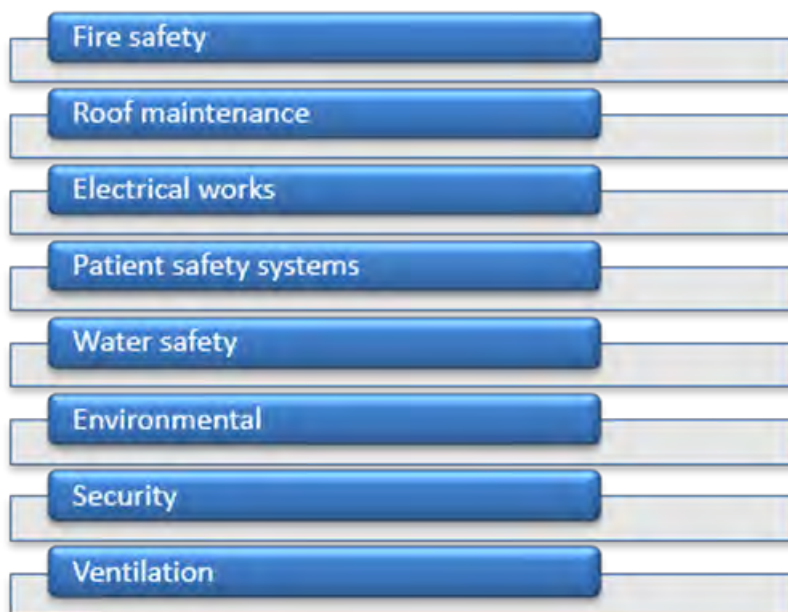 Fire safety
Roof maintenance
Electrical works
Patient safety systems
Water safety
Environmental
Security
Ventilation